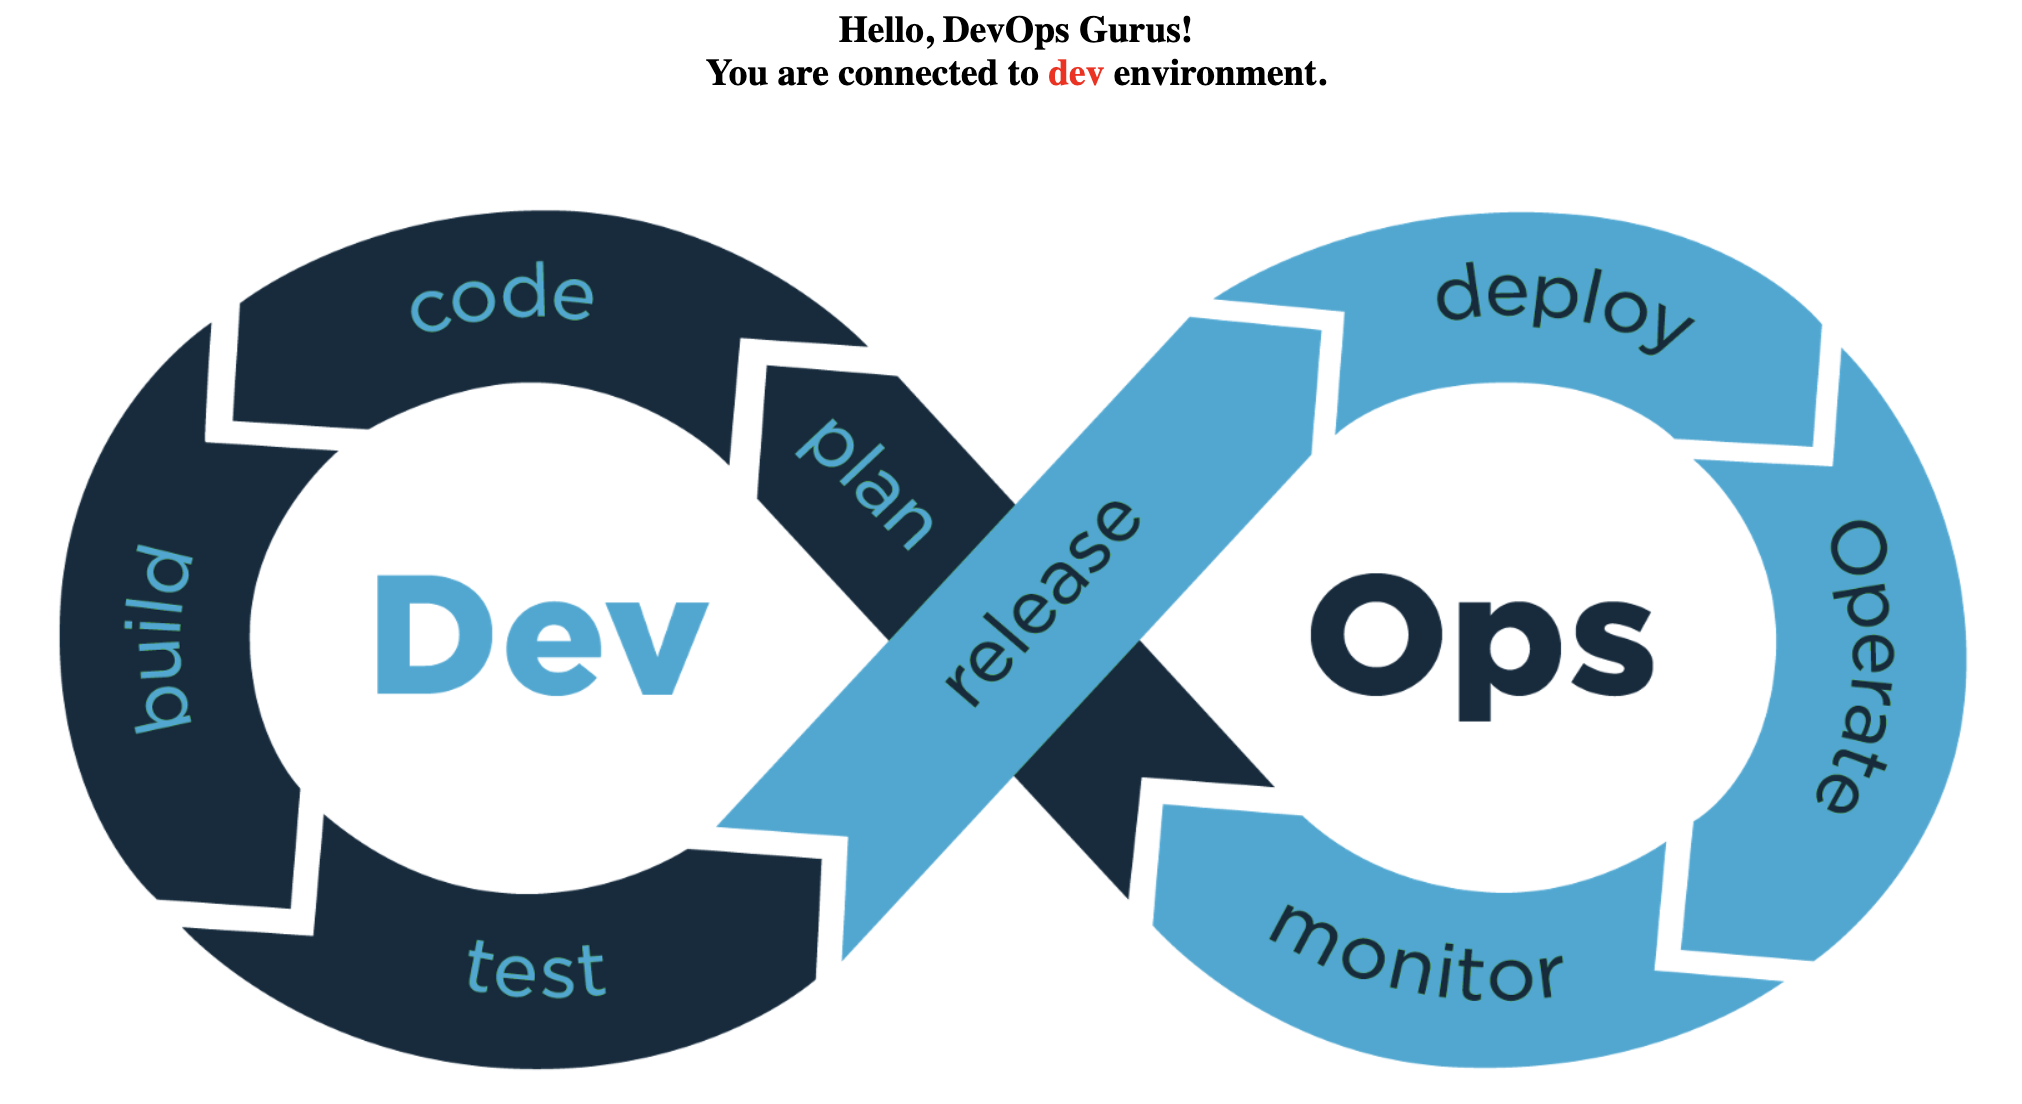 Hello, DevOps Gurus!
You are connected to dev environment.
code
plan
build
test
Dev
release
deploy
Operate
monitor
Ops